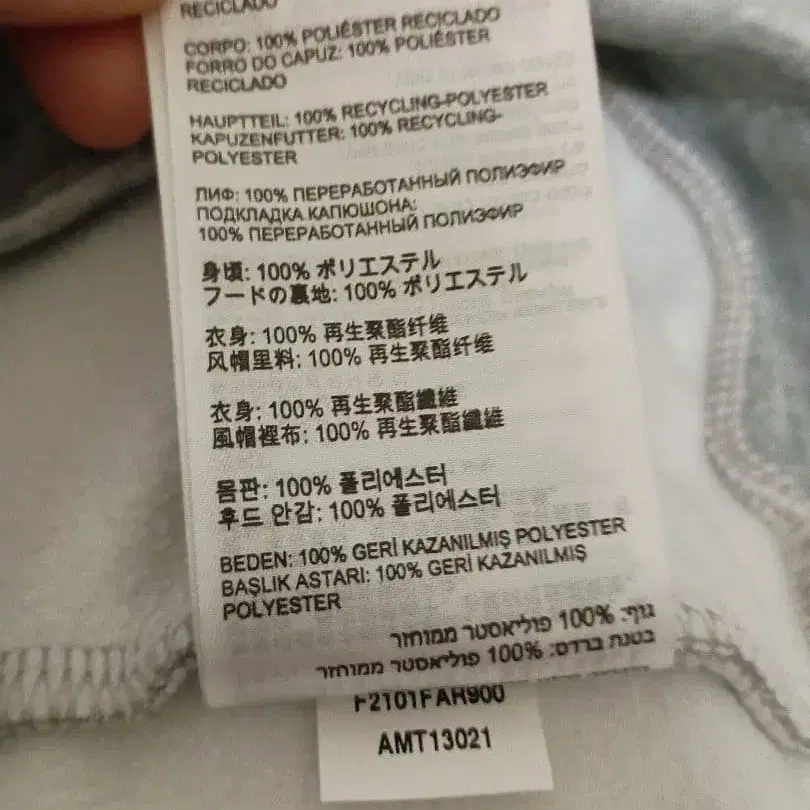 RECICLADO
CORPO: 100% POLIÉSTER RECICLADO
FORRO DO CAPUZ: 100% POLIÉSTER
RECICLADO
HAUPTTEIL: 100% RECYCLING-POLYESTER
KAPUZENFUTTER: 100% RECYCLING-
POLYESTER
ЛИФ: 100% ПЕРЕРАБОТАННЫЙ ПОЛИЭФИР
ПОДКЛАДКА КАПЮШОНА:
100% ПЕРЕРАБОТАННЫЙ ПОЛИЭФИР
身頃: 100% ポリエステル
フードの裏地: 100% ポリエステル
衣身: 100% 再生聚酯纤维
风帽里料: 100% 再生聚酯纤维
衣身: 100% 再生聚酯纖維
風帽裡布: 100% 再生聚酯纖維
몸판: 100% 폴리에스터
후드 안감: 100% 폴리에스터
BEDEN: 100% GERİ KAZANILMIŞ POLYESTER
BAŞLIK ASTARI: 100% GERİ KAZANILMIŞ
POLYESTER
גוף: 100% פוליאסטר ממוחזר
בטנת ברדס: 100% פוליאסטר ממוחזר
F2101FAH900
AMT13021